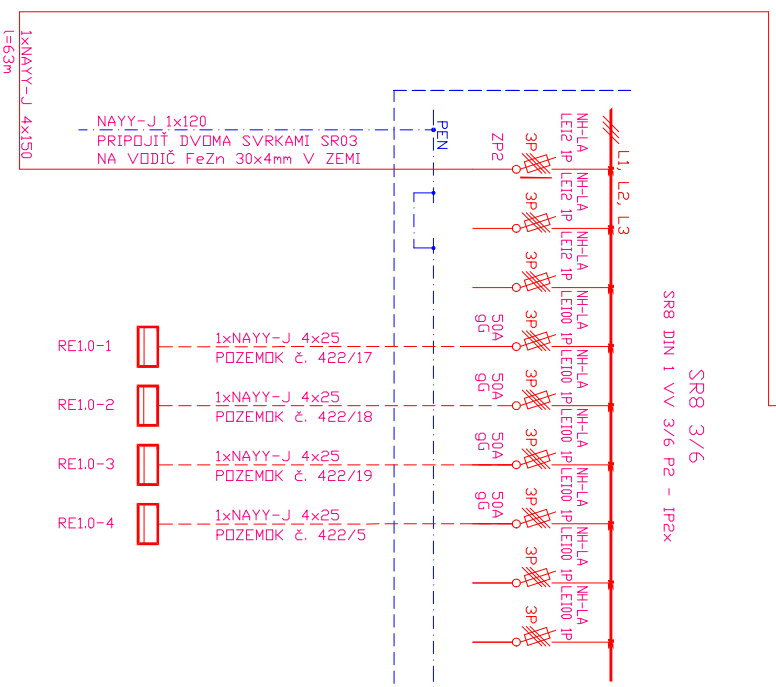 1xNAYY-J 4x150
l=63m
NAYY-J 1x120
PRIPOJIŤ DVOMA SVRKAMI SR03
NA VODIČ FeZn 30x4mm V ZEMI
PEN
ZP2
3P
NH-LA
LEI2 1P
L1, L2, L3
3P
NH-LA
LEI2 1P
3P
NH-LA
LEI2 1P
SR8 3/6
SR8 DIN 1 VV 3/6 P2 - IP2x
RE1.0-1
1xNAYY-J 4x25
POZEMOK č. 422/17
50A
gG
3P
NH-LA
LEI00 1P
RE1.0-2
1xNAYY-J 4x25
POZEMOK č. 422/18
50A
gG
3P
NH-LA
LEI00 1P
RE1.0-3
1xNAYY-J 4x25
POZEMOK č. 422/19
50A
gG
3P
NH-LA
LEI00 1P
RE1.0-4
1xNAYY-J 4x25
POZEMOK č. 422/5
50A
gG
3P
NH-LA
LEI00 1P
3P
NH-LA
LEI00 1P
3P
NH-LA
LEI00 1P